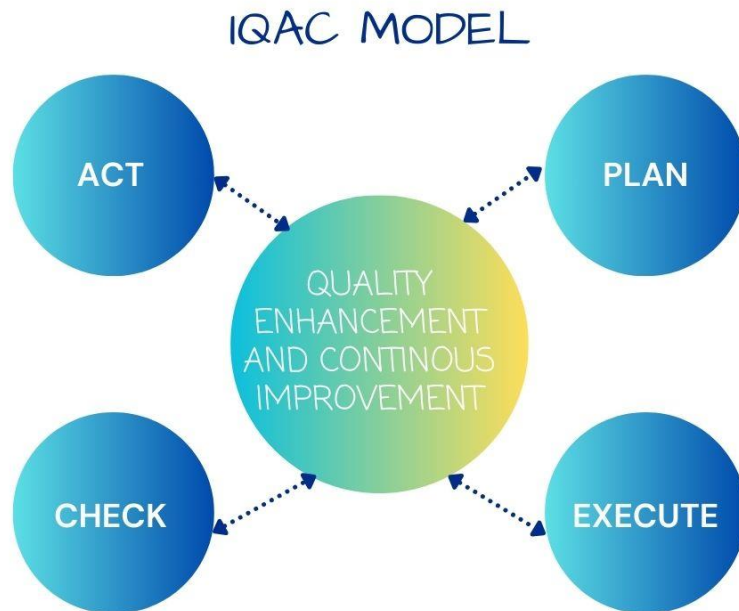 IQAC MODEL
ACT
PLAN
QUALITY
ENHANCEMENT
AND CONTINOUS
IMPROVEMENT
CHECK
EXECUTE